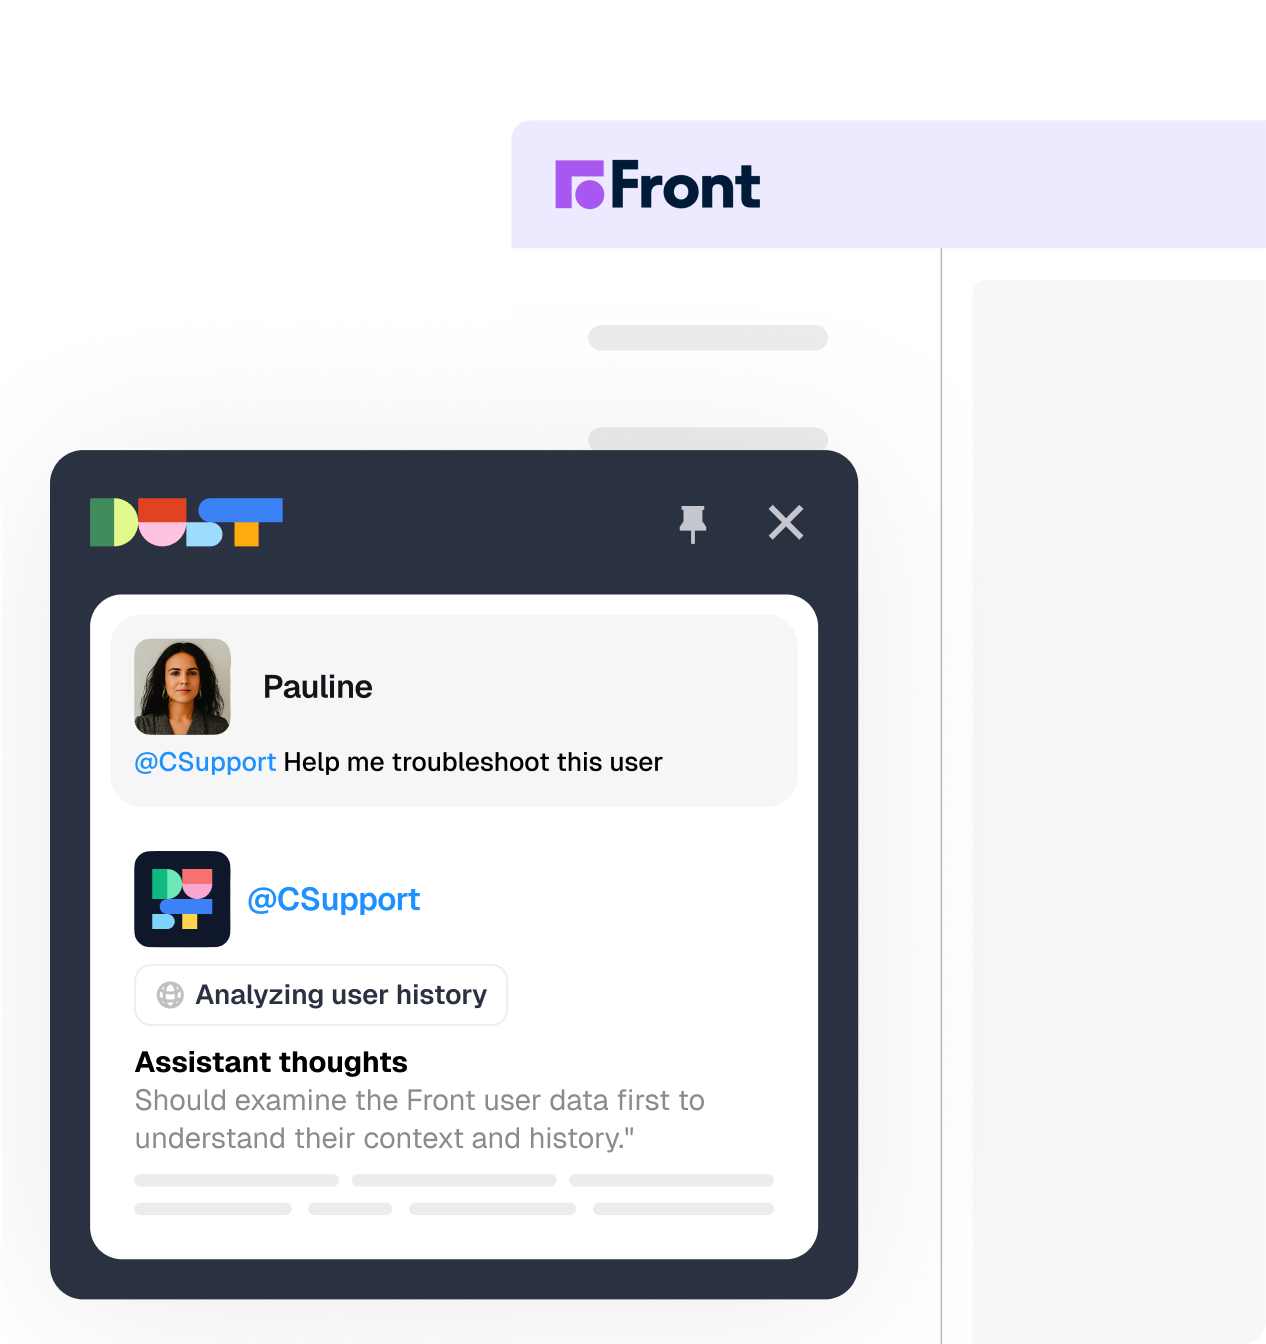 Front
DUST
Pauline
@CSupport Help me troubleshoot this user
@CSupport
Analyzing user history
Assistant thoughts
Should examine the Front user data first to
understand their context and history."